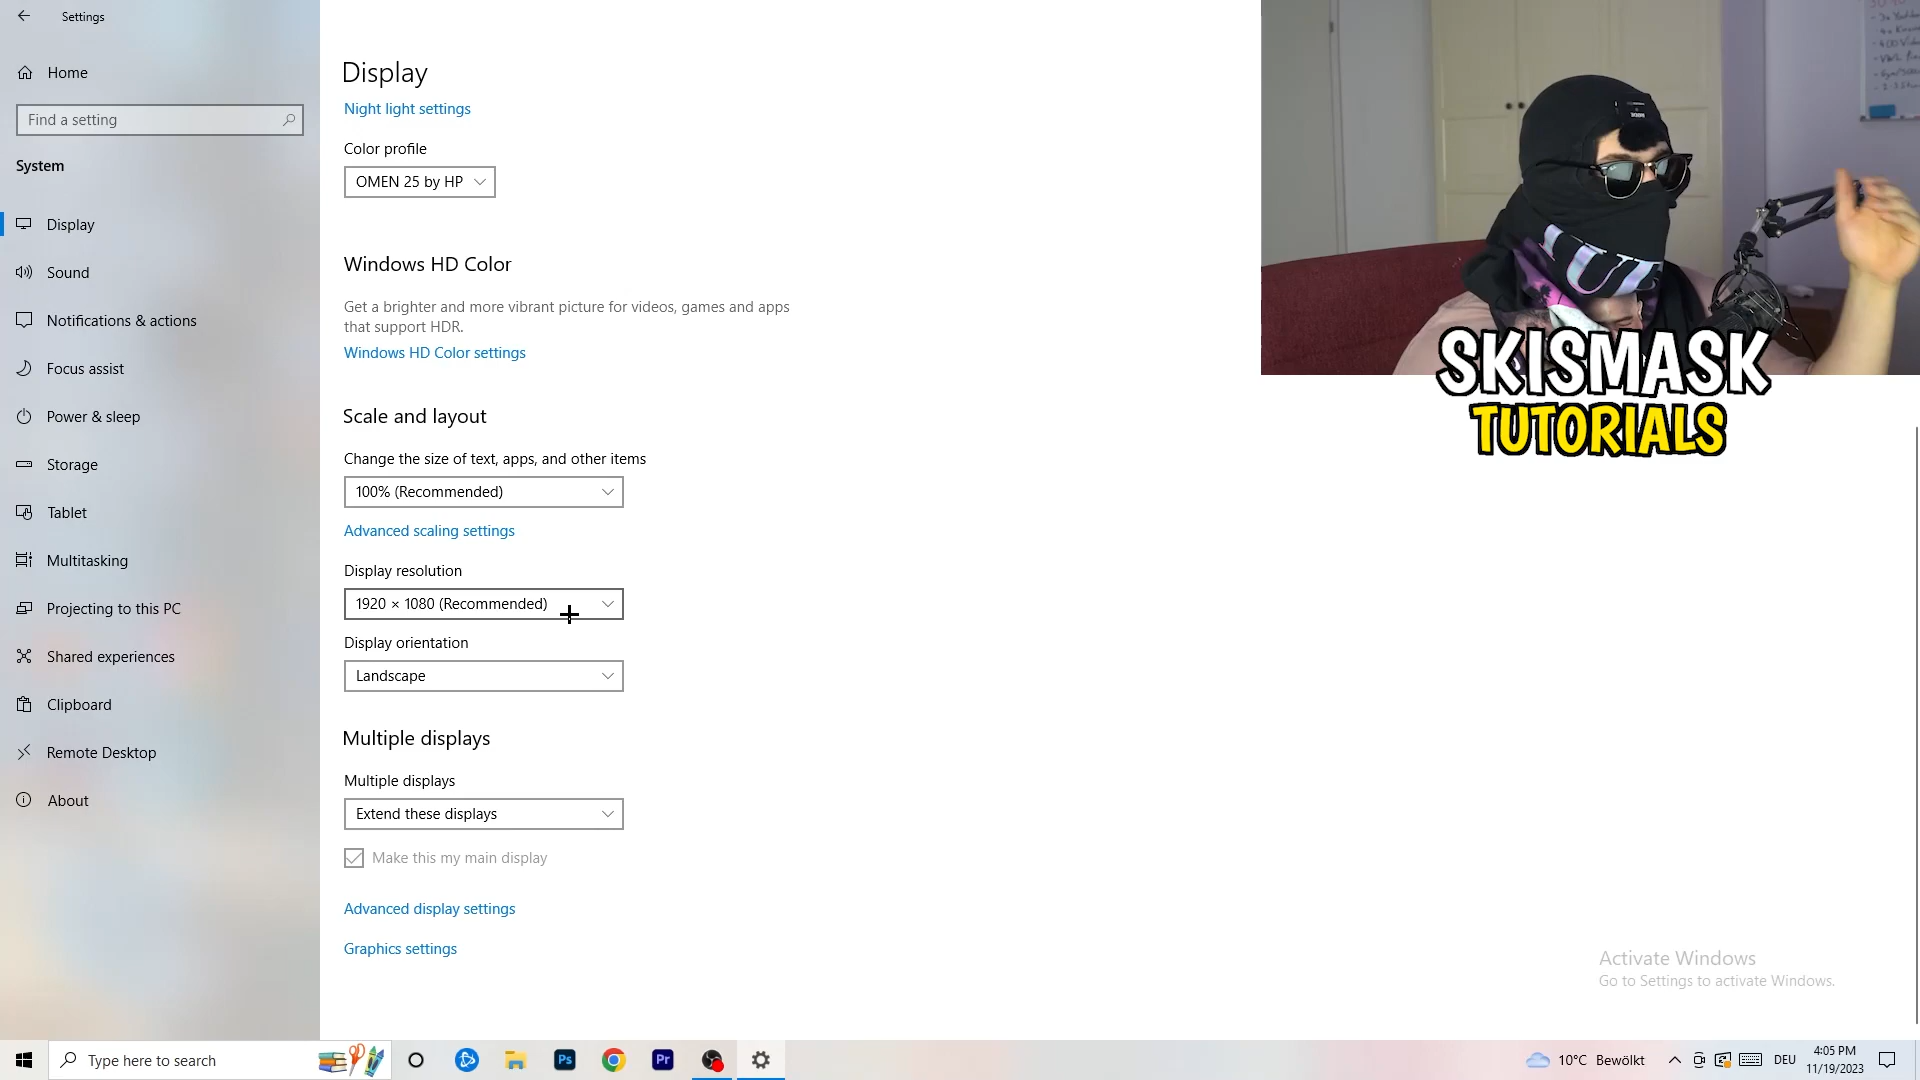 Settings
Home
Find a setting
System
Display
Sound
Notifications & actions
Focus assist
Power & sleep
Storage
Tablet
Multitasking
Projecting to this PC
Shared experiences
Clipboard
Remote Desktop
About
Display
Night light settings
Color profile
OMEN 25 by HP
Windows HD Color
Get a brighter and more vibrant picture for videos, games and apps
that support HDR.
Windows HD Color settings
Scale and layout
Change the size of text, apps, and other items
100% (Recommended)
Advanced scaling settings
Display resolution
1920 × 1080 (Recommended)
Display orientation
Landscape
Multiple displays
Multiple displays
Extend these displays
Make this my main display
Advanced display settings
Graphics settings
SKISMASK
TUTORIALS
Activate Windows
Go to Settings to activate Windows.
Type here to search
Ps
Pr
10°C Bewölkt
DEU
4:05 PM
11/19/2023